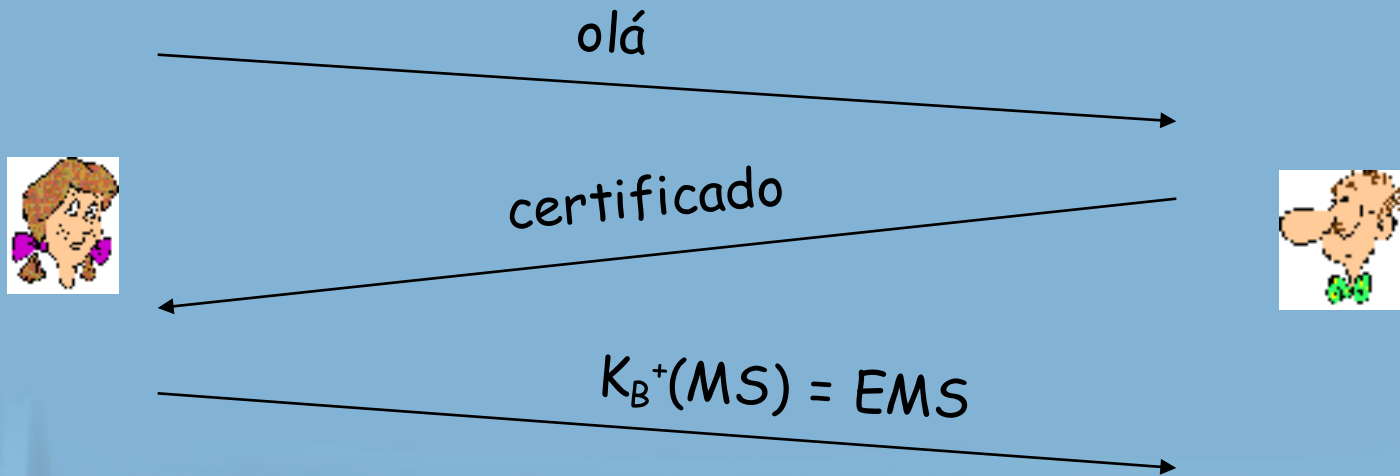 olá
certificado
K_B⁺(MS) = EMS